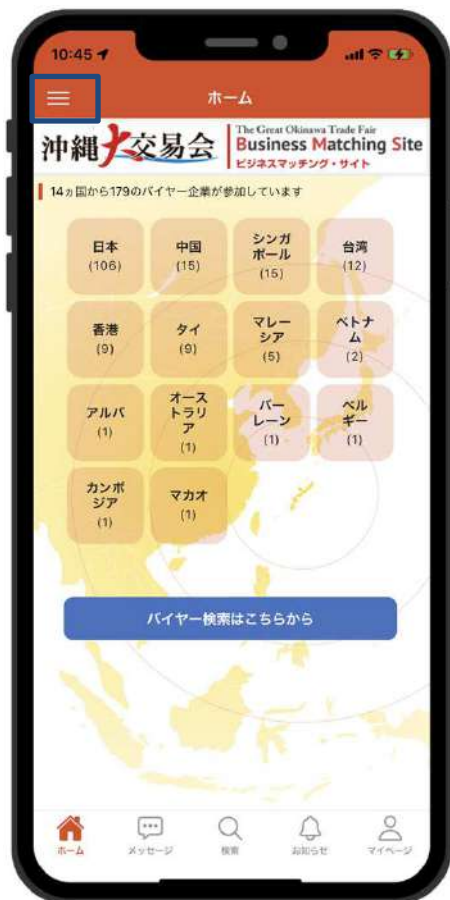 10:45
ホーム
沖縄大交易会
The Great Okinawa Trade Fair
Business Matching Site
ビジネスマッチング・サイト
14ヵ国から179のバイヤー企業が参加しています
日本
(106)
中国
(15)
シンガ
ポール
(15)
台湾
(12)
香港
(9)
タイ
(9)
マレー
シア
(5)
ベトナ
ム
(2)
アルバ
(1)
オース
トラリ
ア
(1)
バー
レーン
(1)
ベル
ギー
(1)
カンボ
ジア
(1)
マカオ
(1)
バイヤー検索はこちらから
ホーム
メッセージ
検索
お知らせ
マイページ